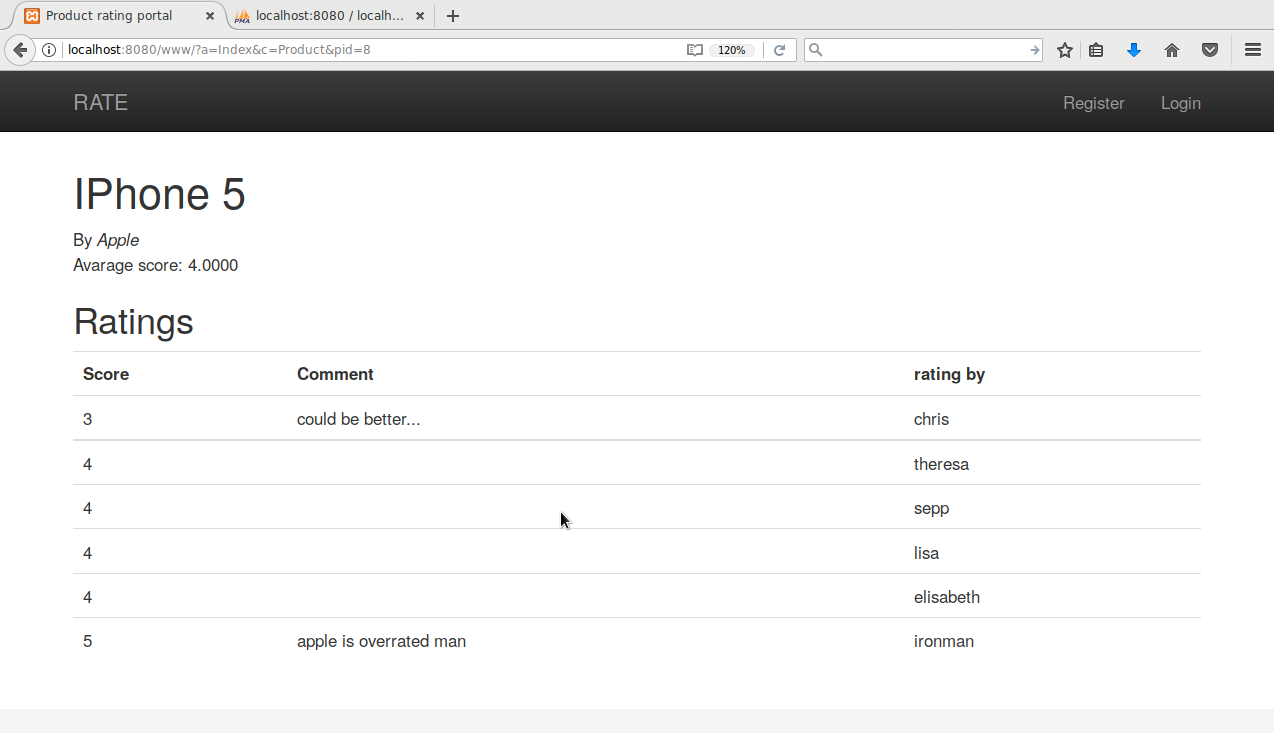 Product rating portal
localhost:8080 / localh...
localhost:8080/www/?a=Index&c=Product&pid=8
120%
RATE
Register Login
IPhone 5
By Apple
Avarage score: 4.0000
Ratings
Score Comment rating by
3 could be better... chris
4 theresa
4 sepp
4 lisa
4 elisabeth
5 apple is overrated man ironman